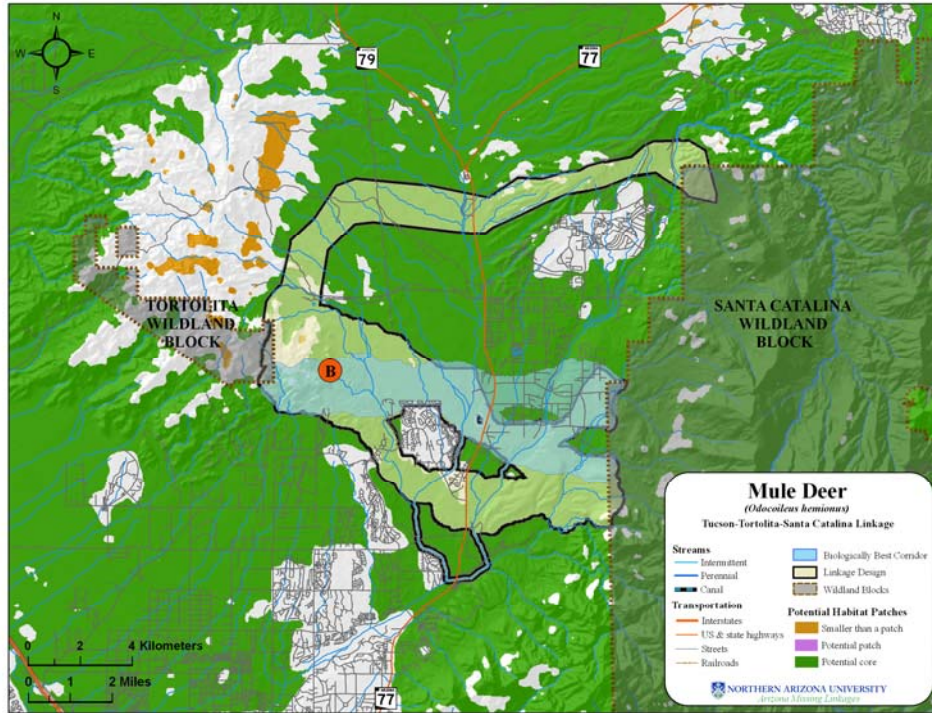 N
W E
S
79
77
TORTOLITA
WILDLAND
BLOCK
SANTA CATALINA
WILDLAND
BLOCK
B
Mule Deer
(Odocoileus hemionus)
Tucson-Tortolita-Santa Catalina Linkage
Streams
Intermittent
Perennial
Canal
Transportation
Interstates
US & state highways
Streets
Railroads
Biologically Best Corridor
Linkage Design
Wildland Blocks
Potential Habitat Patches
Smaller than a patch
Potential patch
Potential core
NORTHERN ARIZONA UNIVERSITY
Arizona Missing Linkages
0 2 4 Kilometers
0 1 2 Miles
77